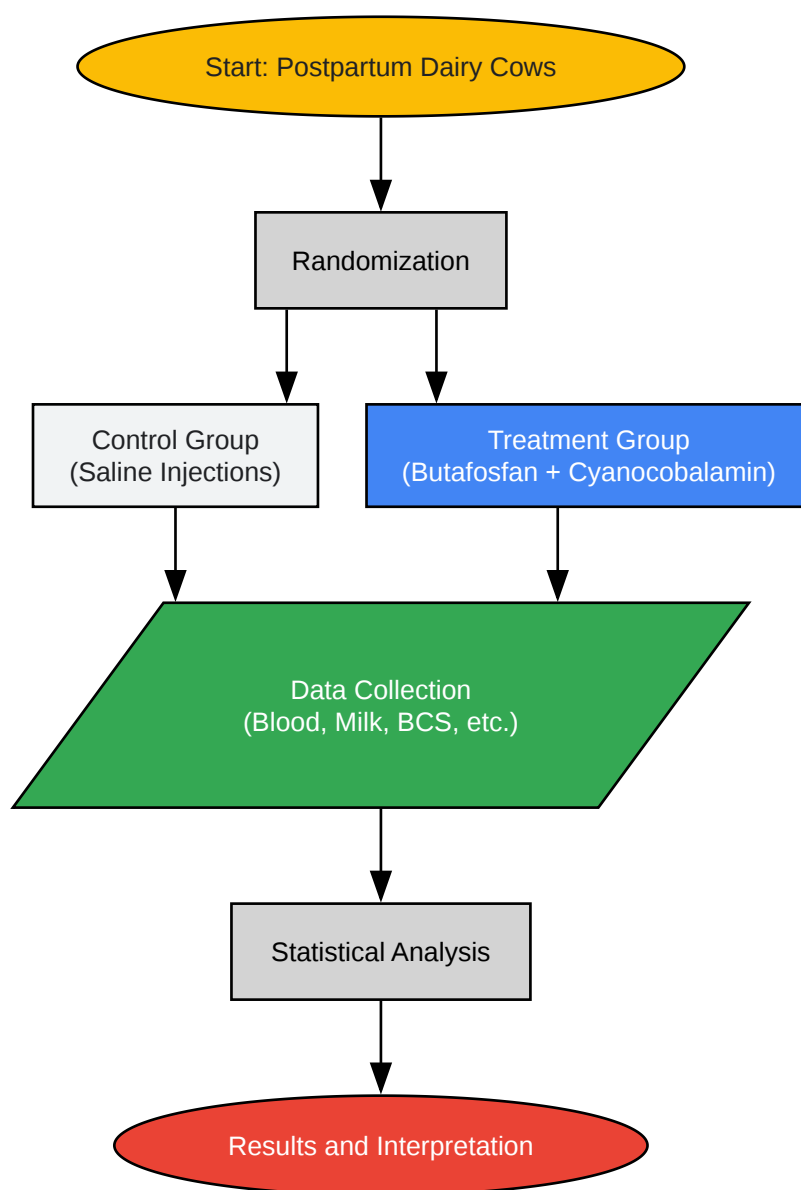 Start: Postpartum Dairy Cows
Randomization
Control Group
(Saline Injections)
Treatment Group
(Butafosfan + Cyanocobalamin)
Data Collection
(Blood, Milk, BCS, etc.)
Statistical Analysis
Results and Interpretation